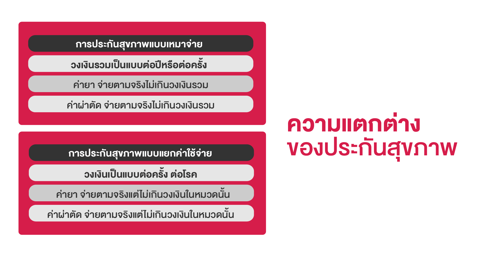 การประกันสุขภาพแบบเหมาจ่าย
วงเงินรวมเป็นแบบต่อปีหรือต่อครั้ง
ค่ายา จ่ายตามจริงไม่เกินวงเงินรวม
ค่าผ่าตัด จ่ายตามจริงไม่เกินวงเงินรวม
การประกันสุขภาพแบบแยกค่าใช้จ่าย
วงเงินเป็นแบบต่อครั้ง ต่อโรค
ค่ายา จ่ายตามจริงแต่ไม่เกินวงเงินในหมวดนั้น
ค่าผ่าตัด จ่ายตามจริงแต่ไม่เกินวงเงินในหมวดนั้น
ความแตกต่าง
ของประกันสุขภาพ